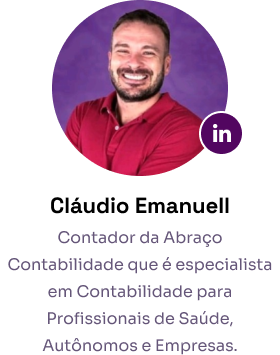 in
Cláudio Emanuell
Contador da Abraço
Contabilidade que é especialista
em Contabilidade para
Profissionais de Saúde,
Autônomos e Empresas.